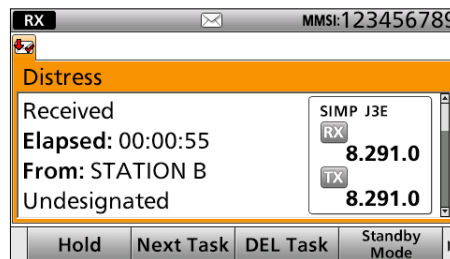 RX MMSI:123456789
Distress
Received
Elapsed: 00:00:55
From: STATION B
Undesignated
SIMP J3E
RX
8.291.0
TX
8.291.0
Hold Next Task DEL Task Standby Mode